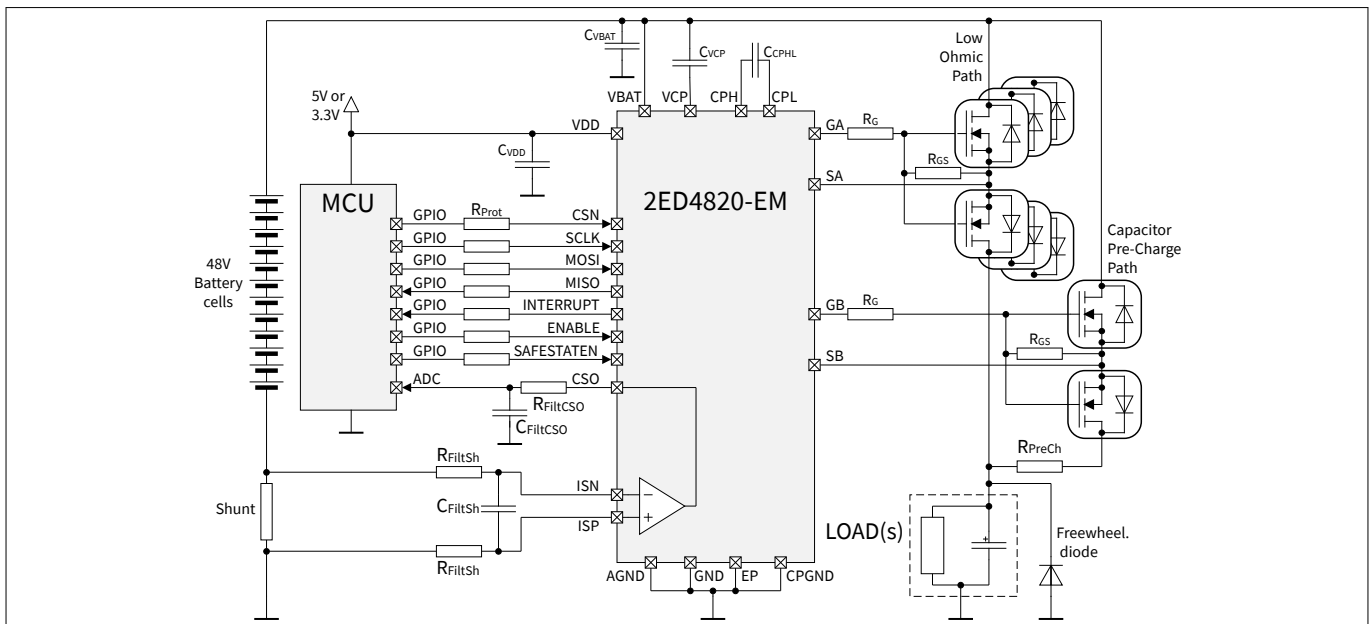 CVBAT
CVCP
CCPHL
Low
Ohmic
Path
5V or
3.3V
VBAT
VCP
CPH
CPL
VDD
CVDD
GA
RG
RGS
SA
MCU
2ED4820-EM
GPIO
RProt
CSN
GPIO
SCLK
GPIO
MOSI
GPIO
MISO
GPIO
INTERRUPT
GPIO
ENABLE
GPIO
SAFESTATEN
ADC
CSO
RFiltCSO
CFiltCSO
48V
Battery
cells
Capacitor
Pre-Charge
Path
GB
RG
RGS
SB
RPreCh
RFiltSh
ISN
−
Shunt
CFiltSh
+
ISP
RFiltSh
LOAD(s)
+
Freewheel.
diode
AGND
GND
EP
CPGND